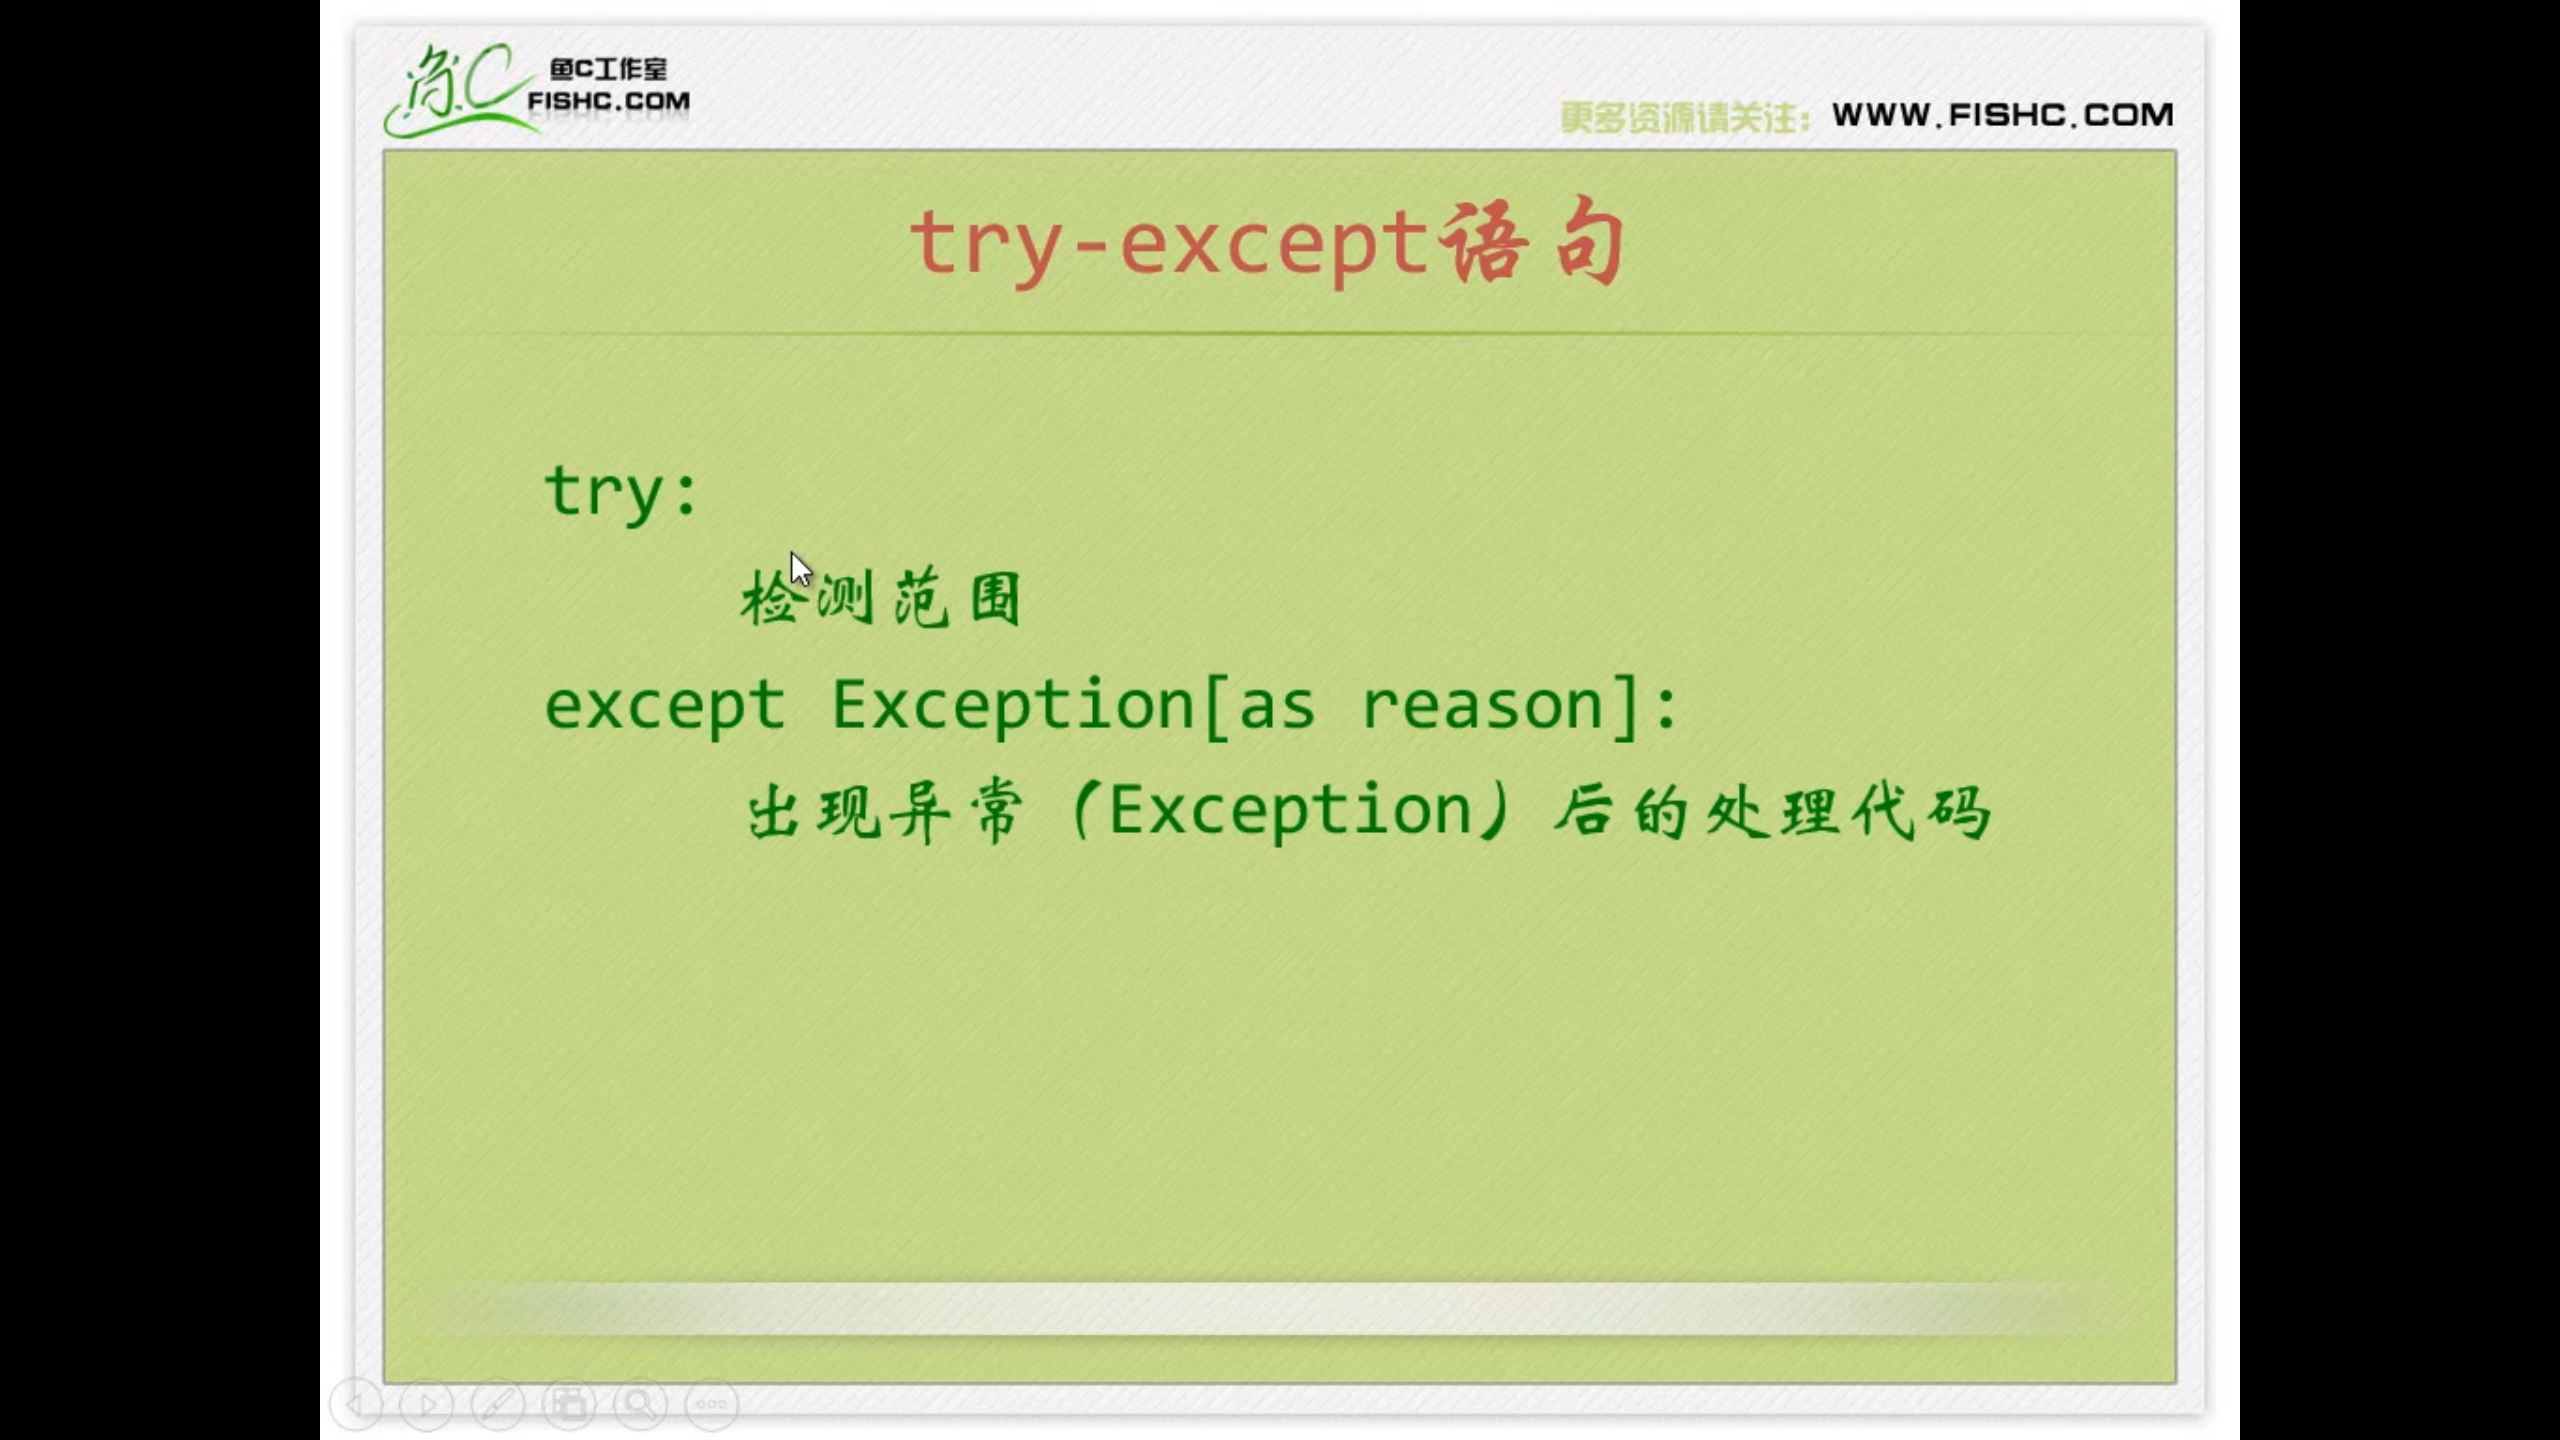 鱼C工作室
FISHC.COM
更多资源请关注: WWW.FISHC.COM
try-except语句
try:
检测范围
except Exception[as reason]:
出现异常（Exception）后的处理代码